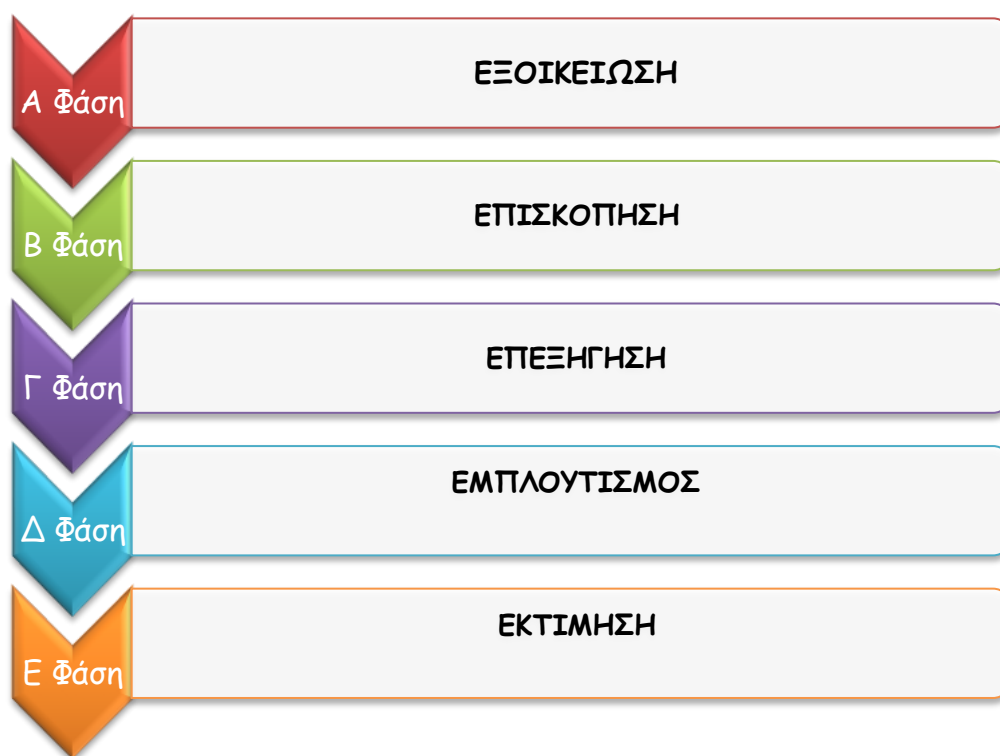 Α Φάση
ΕΞΟΙΚΕΙΩΣΗ
Β Φάση
ΕΠΙΣΚΟΠΗΣΗ
Γ Φάση
ΕΠΕΞΗΓΗΣΗ
Δ Φάση
ΕΜΠΛΟΥΤΙΣΜΟΣ
Ε Φάση
ΕΚΤΙΜΗΣΗ